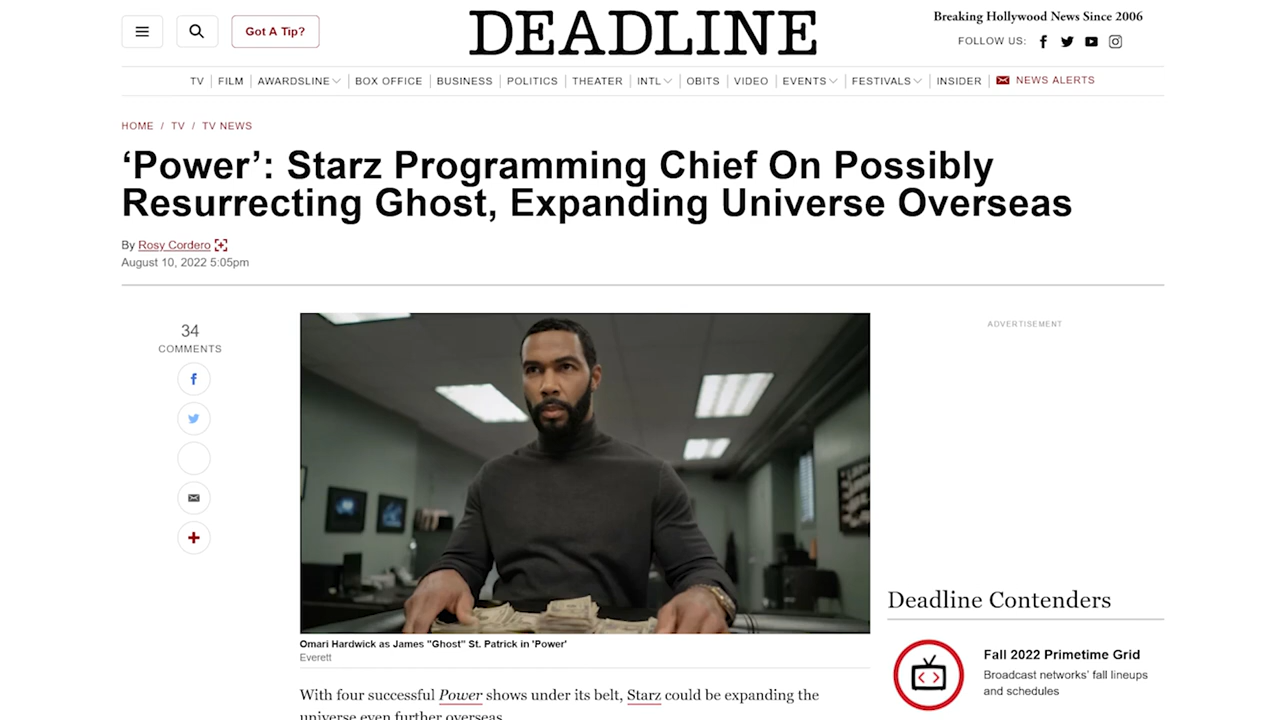 Got A Tip?
DEADLINE
Breaking Hollywood News Since 2006
FOLLOW US:
TV FILM AWARDSLINE BOX OFFICE BUSINESS POLITICS THEATER INTL OBITS VIDEO EVENTS FESTIVALS INSIDER NEWS ALERTS
HOME / TV / TV NEWS
‘Power’: Starz Programming Chief On Possibly
Resurrecting Ghost, Expanding Universe Overseas
By Rosy Cordero
August 10, 2022 5:05pm
34
COMMENTS
ADVERTISEMENT
Omari Hardwick as James "Ghost" St. Patrick in 'Power'
Everett
With four successful Power shows under its belt, Starz could be expanding the
universe even further overseas.
Deadline Contenders
Fall 2022 Primetime Grid
Broadcast networks' fall lineups
and schedules